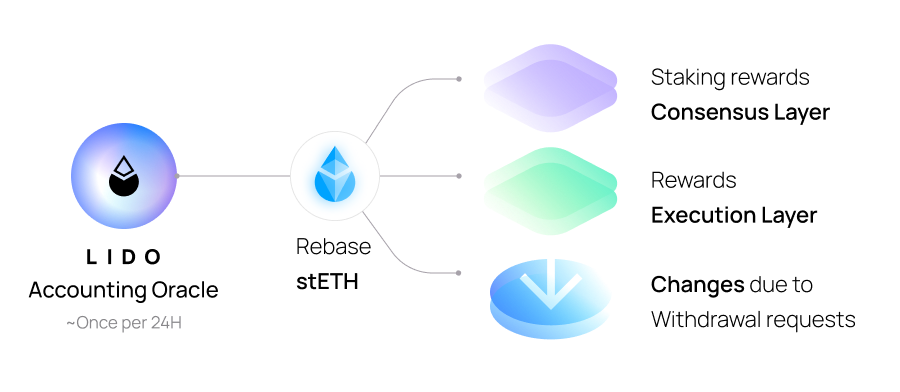 LIDO
Accounting Oracle
~Once per 24H
Rebase
stETH
Staking rewards
Consensus Layer
Rewards
Execution Layer
Changes due to
Withdrawal requests